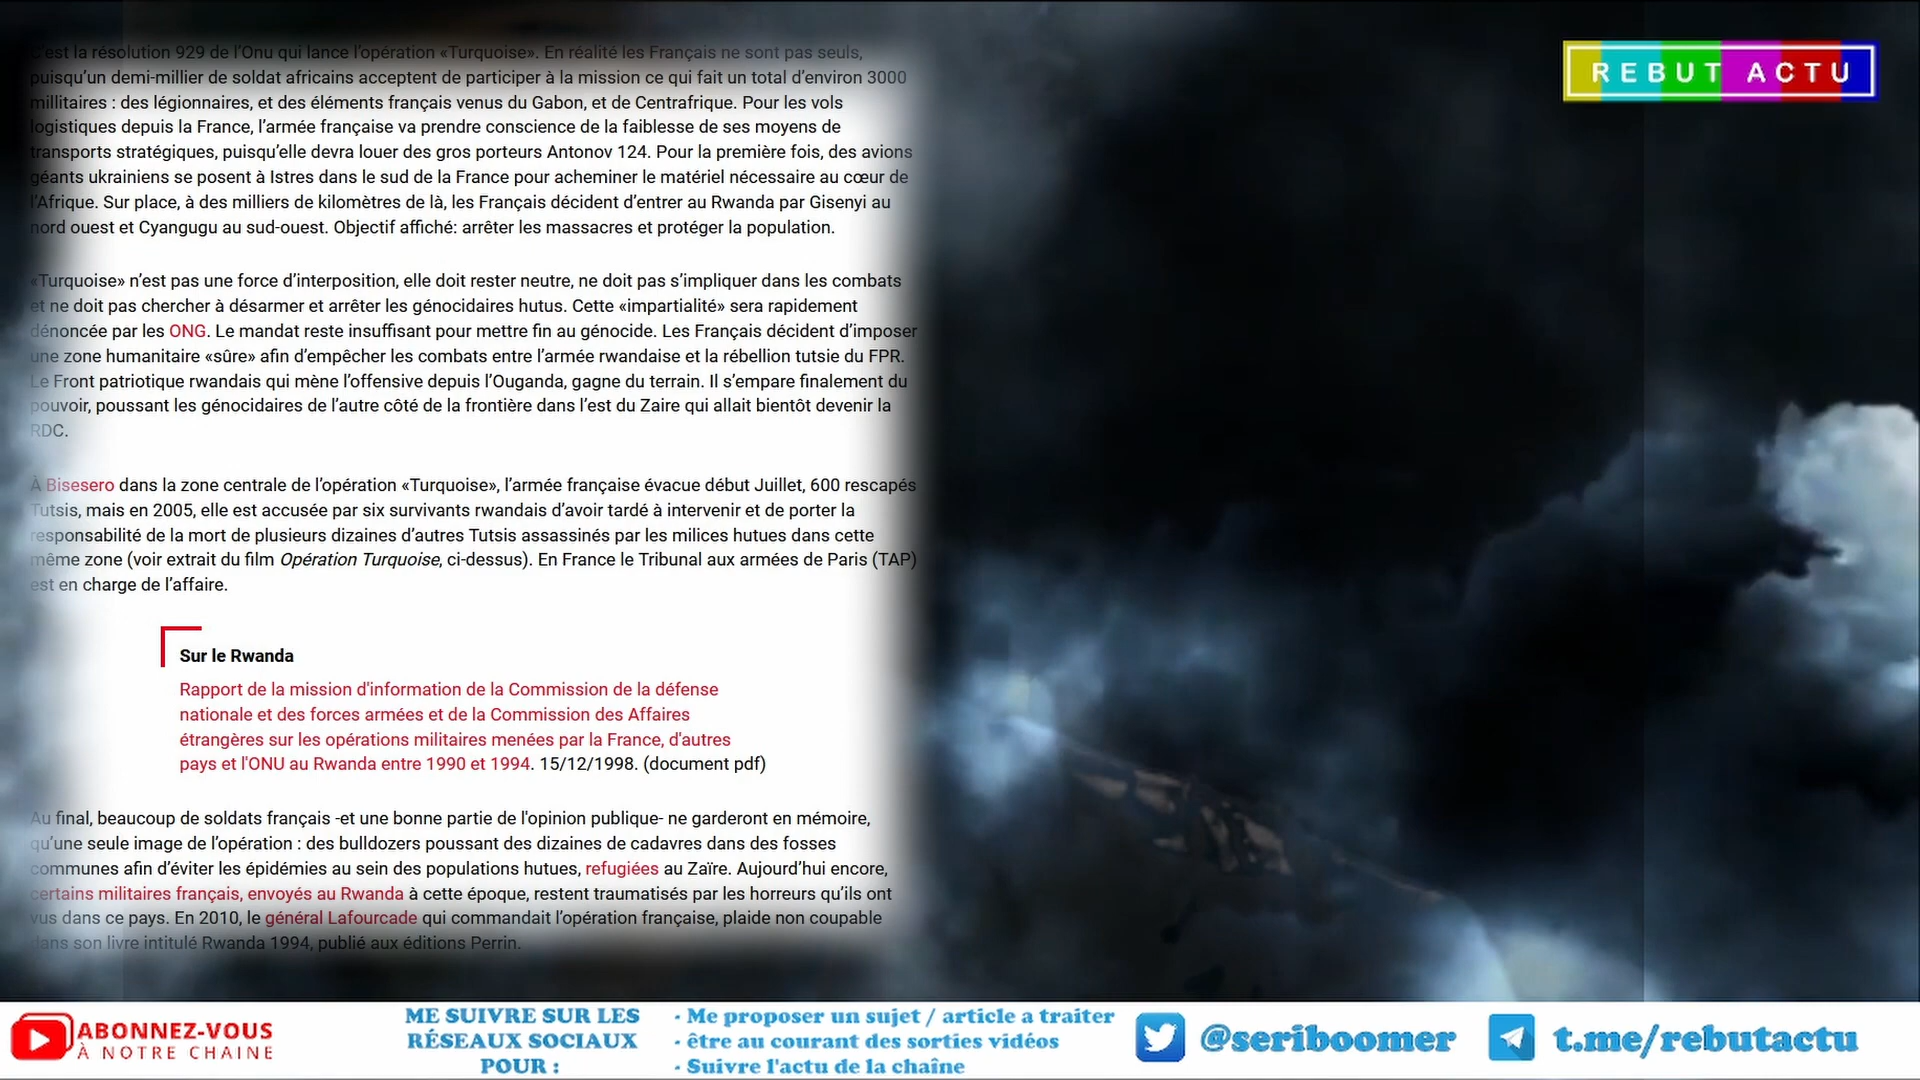 C'est la résolution 929 de l'Onu qui lance l'opération «Turquoise». En réalité les Français ne sont pas seuls,
puisqu'un demi-millier de soldat africains acceptent de participer à la mission ce qui fait un total d'environ 3000
millitaires : des légionnaires, et des éléments français venus du Gabon, et de Centrafrique. Pour les vols
logistiques depuis la France, l'armée française va prendre conscience de la faiblesse de ses moyens de
transports stratégiques, puisqu'elle devra louer des gros porteurs Antonov 124. Pour la première fois, des avions
géants ukrainiens se posent à Istres dans le sud de la France pour acheminer le matériel nécessaire au cœur de
l'Afrique. Sur place, à des milliers de kilomètres de là, les Français décident d'entrer au Rwanda par Gisenyi au
nord ouest et Cyangugu au sud-ouest. Objectif affiché: arrêter les massacres et protéger la population.
«Turquoise» n'est pas une force d'interposition, elle doit rester neutre, ne doit pas s'impliquer dans les combats
et ne doit pas chercher à désarmer et arrêter les génocidaires hutus. Cette «impartialité» sera rapidement
dénoncée par les ONG. Le mandat reste insuffisant pour mettre fin au génocide. Les Français décident d'imposer
une zone humanitaire «sûre» afin d'empêcher les combats entre l'armée rwandaise et la rébellion tutsie du FPR.
Le Front patriotique rwandais qui mène l'offensive depuis l'Ouganda, gagne du terrain. Il s'empare finalement du
pouvoir, poussant les génocidaires de l'autre côté de la frontière dans l'est du Zaire qui allait bientôt devenir la
RDC.
À Bisesero dans la zone centrale de l'opération «Turquoise», l'armée française évacue début Juillet, 600 rescapés
Tutsis, mais en 2005, elle est accusée par six survivants rwandais d'avoir tardé à intervenir et de porter la
responsabilité de la mort de plusieurs dizaines d'autres Tutsis assassinés par les milices hutues dans cette
même zone (voir extrait du film Opération Turquoise, ci-dessus). En France le Tribunal aux armées de Paris (TAP)
est en charge de l'affaire.
Sur le Rwanda
Rapport de la mission d'information de la Commission de la défense
nationale et des forces armées et de la Commission des Affaires
étrangères sur les opérations militaires menées par la France, d'autres
pays et l'ONU au Rwanda entre 1990 et 1994. 15/12/1998. (document pdf)
Au final, beaucoup de soldats français -et une bonne partie de l'opinion publique- ne garderont en mémoire,
qu'une seule image de l'opération : des bulldozers poussant des dizaines de cadavres dans des fosses
communes afin d'éviter les épidémies au sein des populations hutues, refugiées au Zaïre. Aujourd'hui encore,
certains militaires français, envoyés au Rwanda à cette époque, restent traumatisés par les horreurs qu'ils ont
vus dans ce pays. En 2010, le général Lafourcade qui commandait l'opération française, plaide non coupable
dans son livre intitulé Rwanda 1994, publié aux éditions Perrin.
REBUT ACTU
ABONNEZ-VOUS
À NOTRE CHAINE
ME SUIVRE SUR LES
RÉSEAUX SOCIAUX
POUR :
- Me proposer un sujet / article a traiter
- être au courant des sorties vidéos
- Suivre l'actu de la chaîne
@seriboomer
t.me/rebutactu